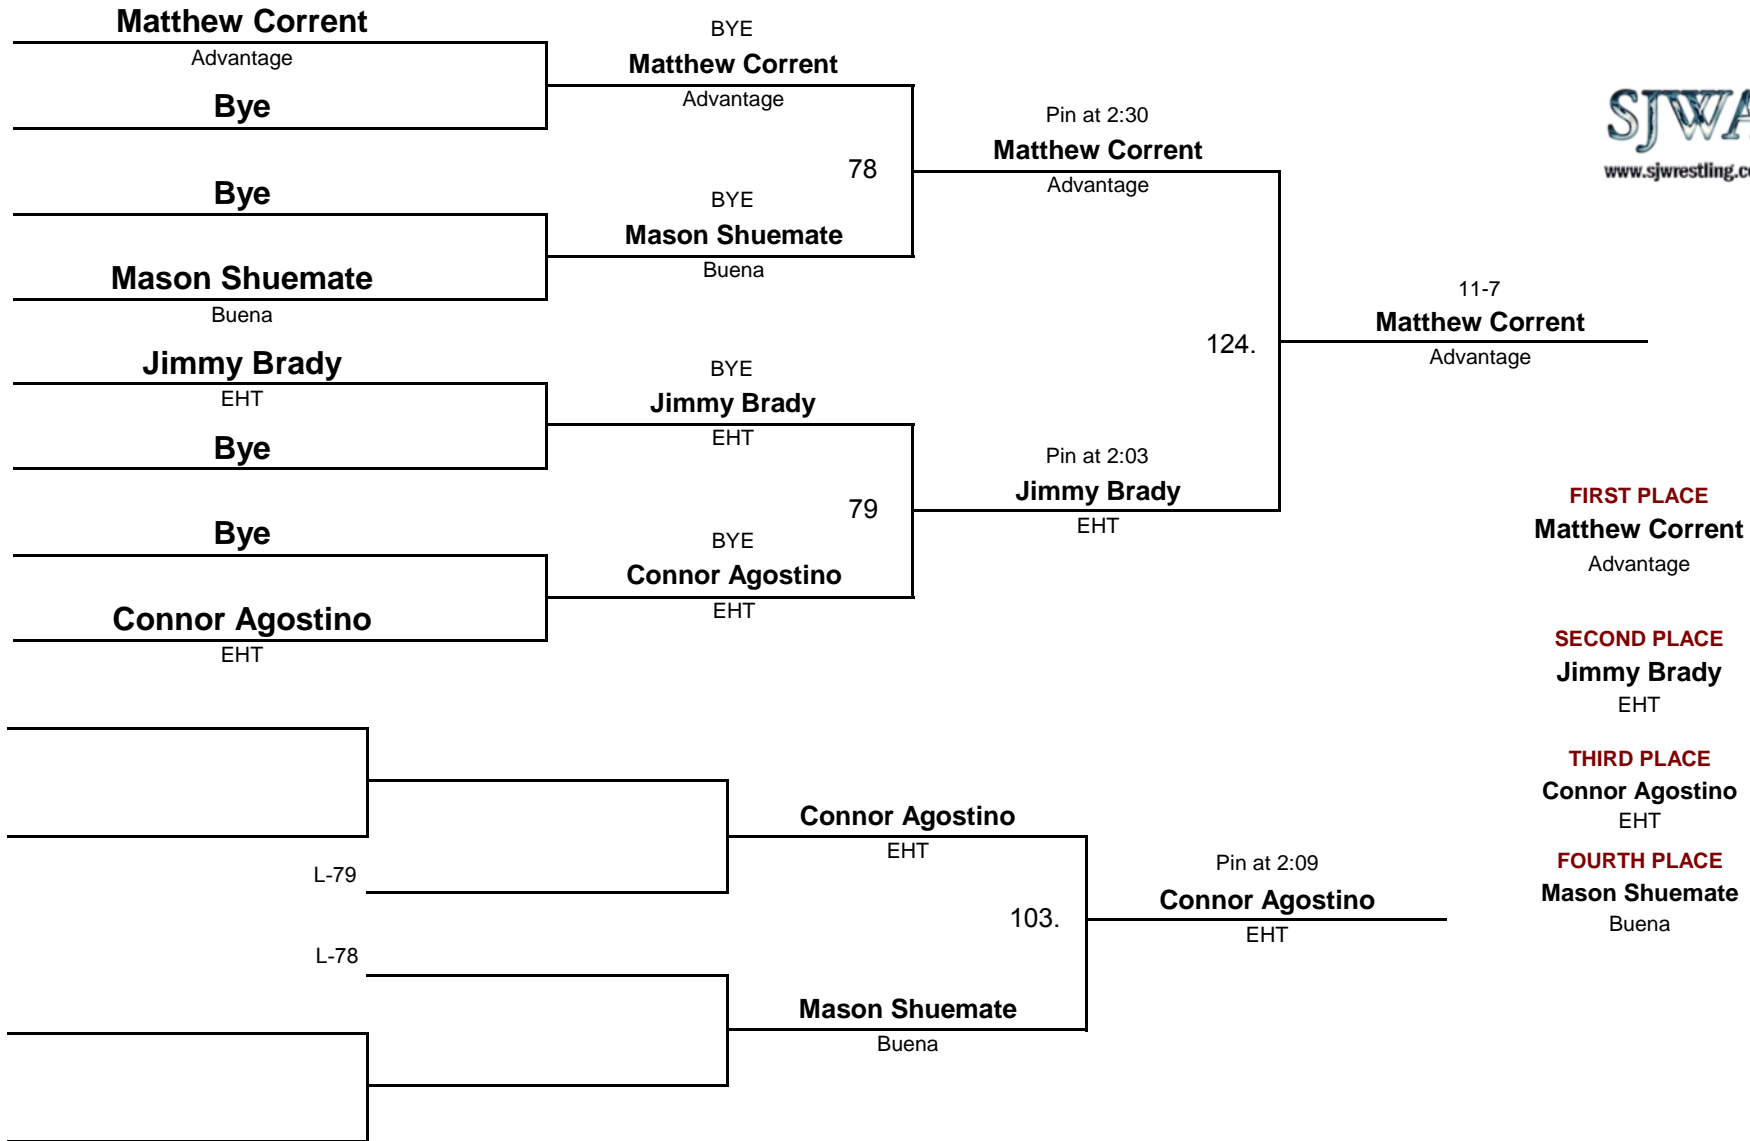 Matthew Corrent
Advantage
Bye
Bye
Mason Shuemate
Buena
Jimmy Brady
EHT
Bye
Bye
Connor Agostino
EHT
BYE
Matthew Corrent
Advantage
78
BYE
Mason Shuemate
Buena
BYE
Jimmy Brady
EHT
79
BYE
Connor Agostino
EHT
Pin at 2:30
Matthew Corrent
Advantage
124.
Pin at 2:03
Jimmy Brady
EHT
11-7
Matthew Corrent
Advantage
SJWA
www.sjwrestling.c
FIRST PLACE
Matthew Corrent
Advantage
SECOND PLACE
Jimmy Brady
EHT
THIRD PLACE
Connor Agostino
EHT
FOURTH PLACE
Mason Shuemate
Buena
L-79
L-78
Connor Agostino
EHT
103.
Mason Shuemate
Buena
Pin at 2:09
Connor Agostino
EHT